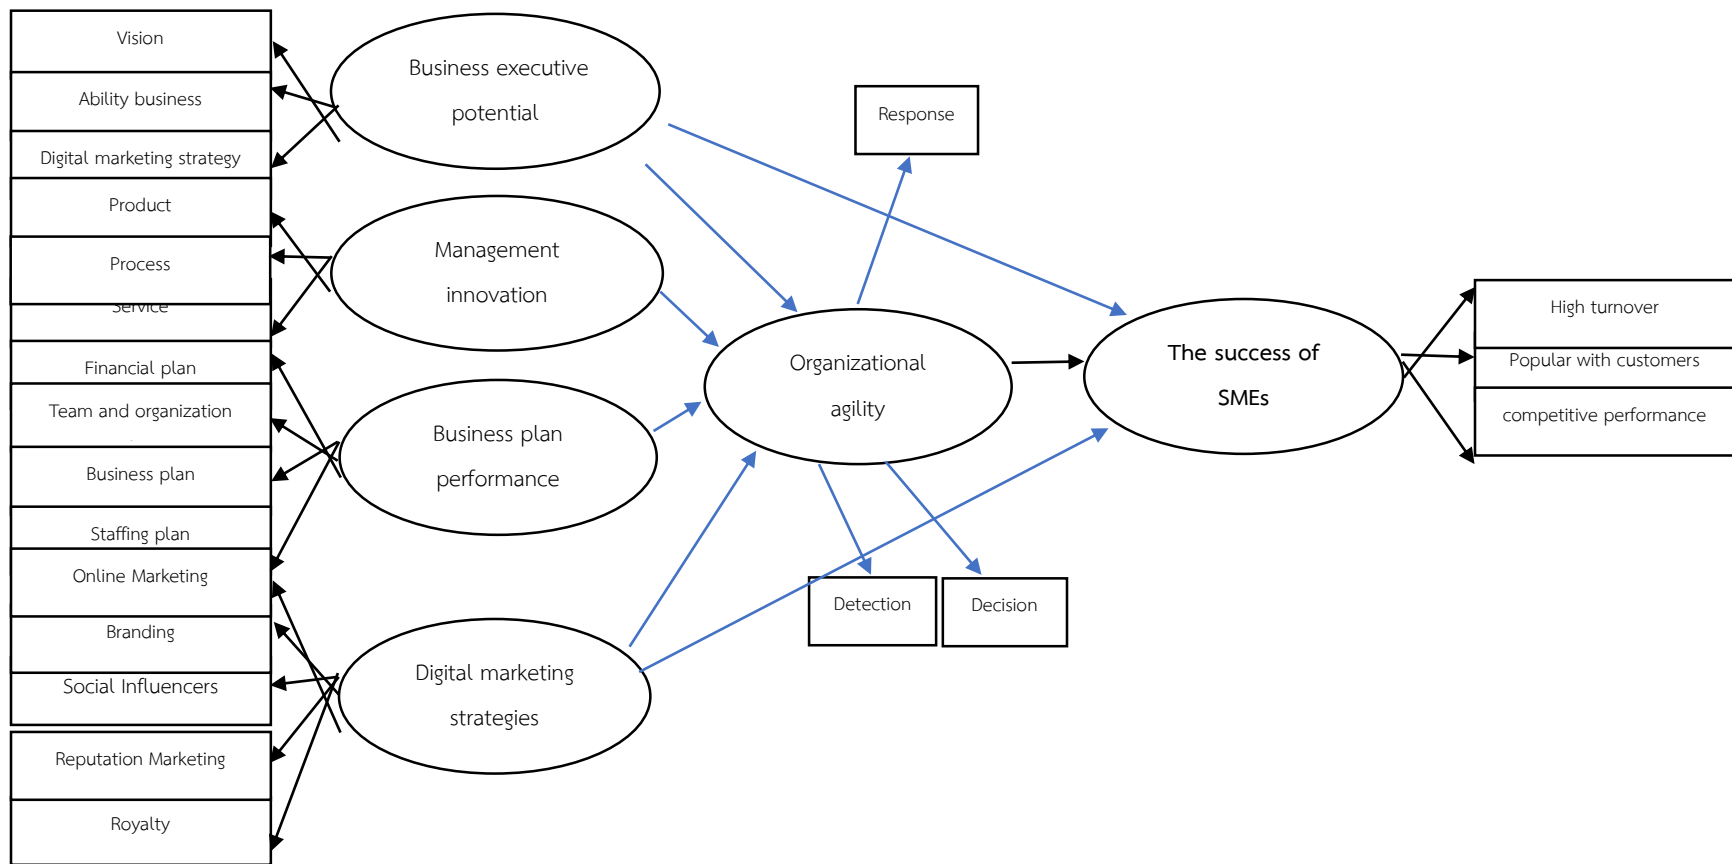 Vision
Ability business
Digital marketing strategy
Product
Process
Service
Financial plan
Team and organization
Business plan
Staffing plan
Online Marketing
Branding
Social Influencers
Reputation Marketing
Royalty
Business executive
potential
Management
innovation
Business plan
performance
Digital marketing
strategies
Response
Organizational
agility
Detection
Decision
The success of
SMEs
High turnover
Popular with customers
competitive performance